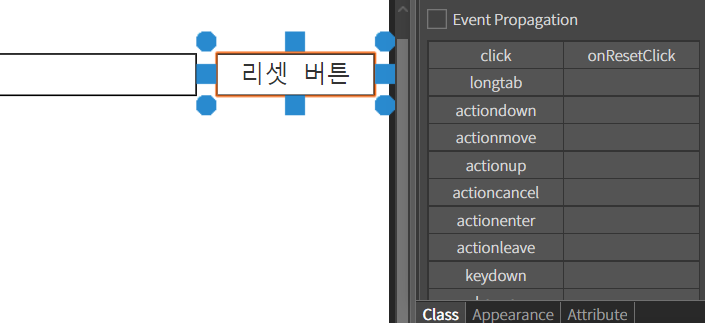 리셋 버튼
Event Propagation
click onResetClick
longtab
actiondown
actionmove
actionup
actioncancel
actionenter
actionleave
keydown
Class Appearance Attribute